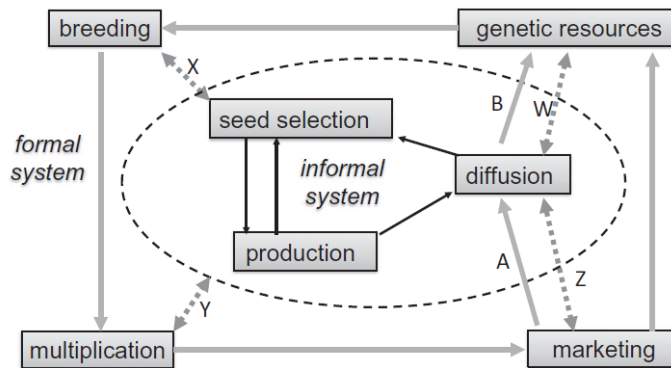 breeding
genetic resources
X
B
W
seed selection
formal
system
informal
system
diffusion
production
A
Z
Y
multiplication
marketing